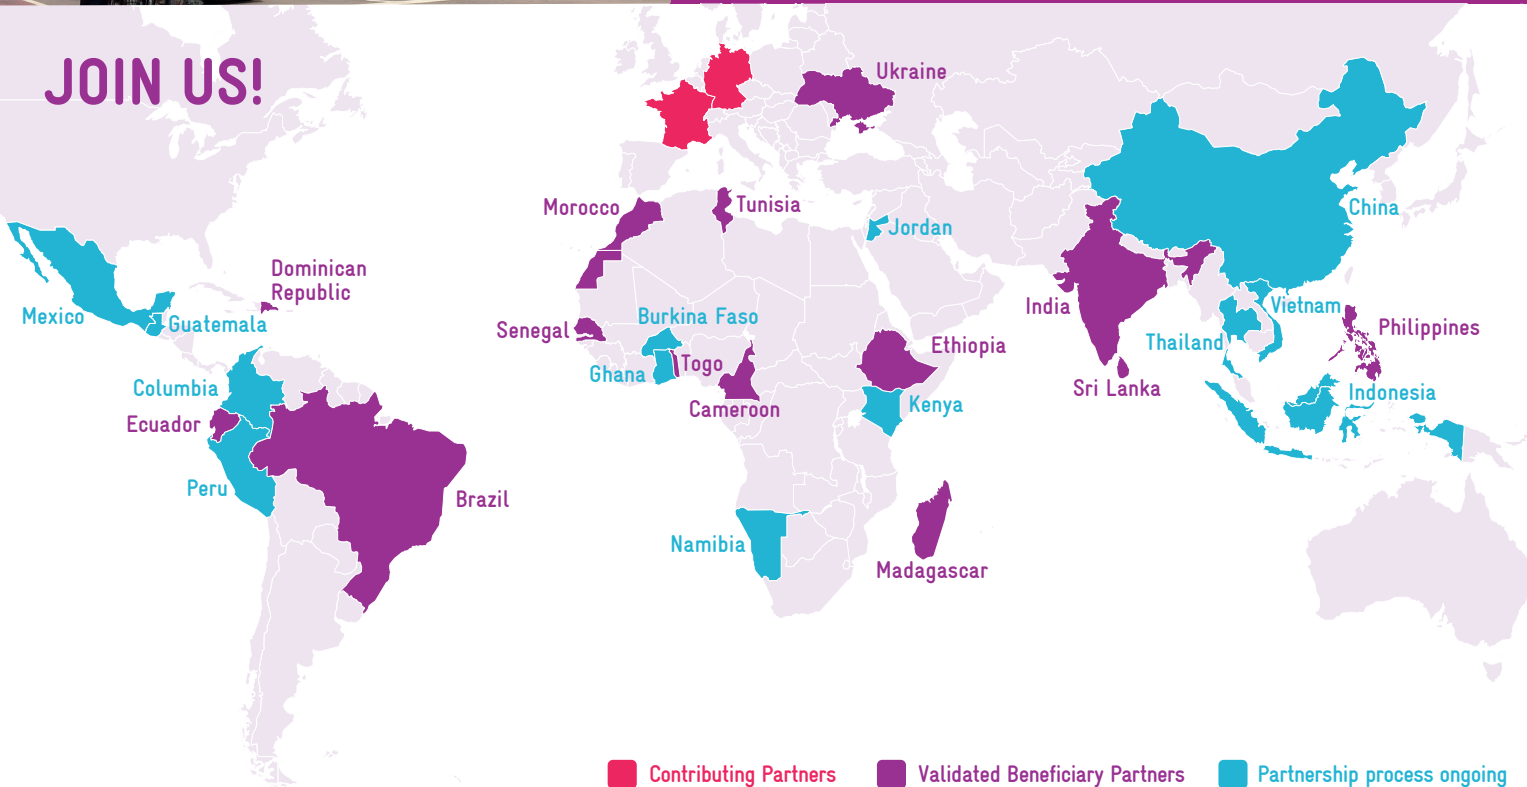 JOIN US!
Ukraine
Morocco
Tunisia
Jordan
China
Dominican
Republic
Mexico
Guatemala
Senegal
Burkina Faso
India
Vietnam
Philippines
Thailand
Ethiopia
Ghana
Togo
Columbia
Sri Lanka
Indonesia
Cameroon
Kenya
Ecuador
Peru
Brazil
Namibia
Madagascar
Contributing Partners
Validated Beneficiary Partners
Partnership process ongoing